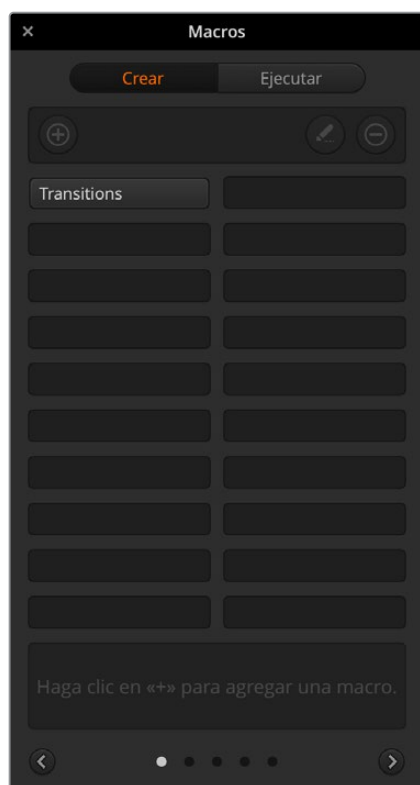 Macros
Crear
Ejecutar
Transitions
Haga clic en «+» para agregar una macro.